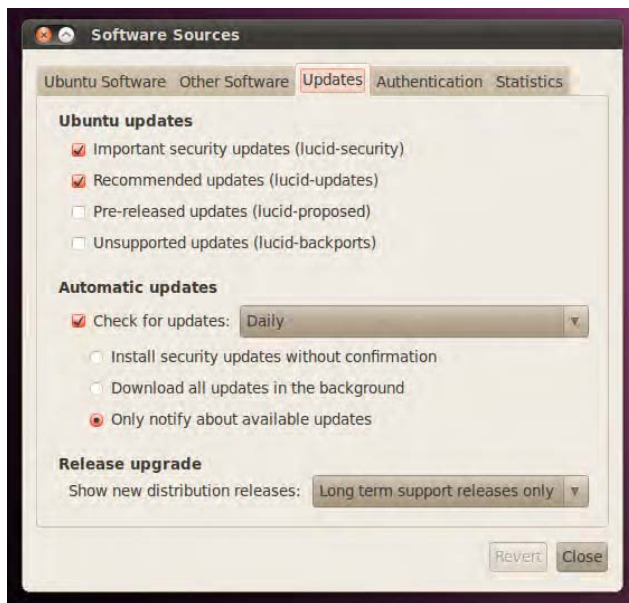 Software Sources
Ubuntu Software Other Software Updates Authentication Statistics
Ubuntu updates
Important security updates (lucid-security)
Recommended updates (lucid-updates)
Pre-released updates (lucid-proposed)
Unsupported updates (lucid-backports)
Automatic updates
Check for updates: Daily
Install security updates without confirmation
Download all updates in the background
Only notify about available updates
Release upgrade
Show new distribution releases: Long term support releases only
Revert Close